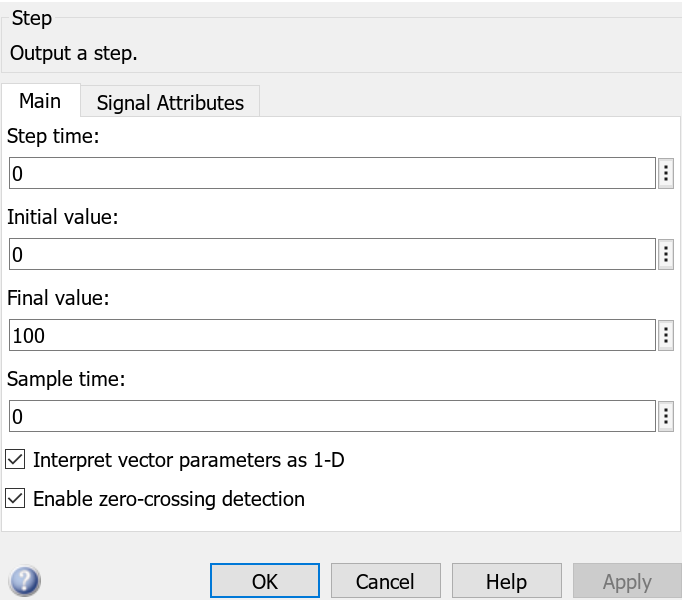 Step
Output a step.
Main
Signal Attributes
Step time:
0
Initial value:
0
Final value:
100
Sample time:
0
Interpret vector parameters as 1-D
Enable zero-crossing detection
?
OK
Cancel
Help
Apply